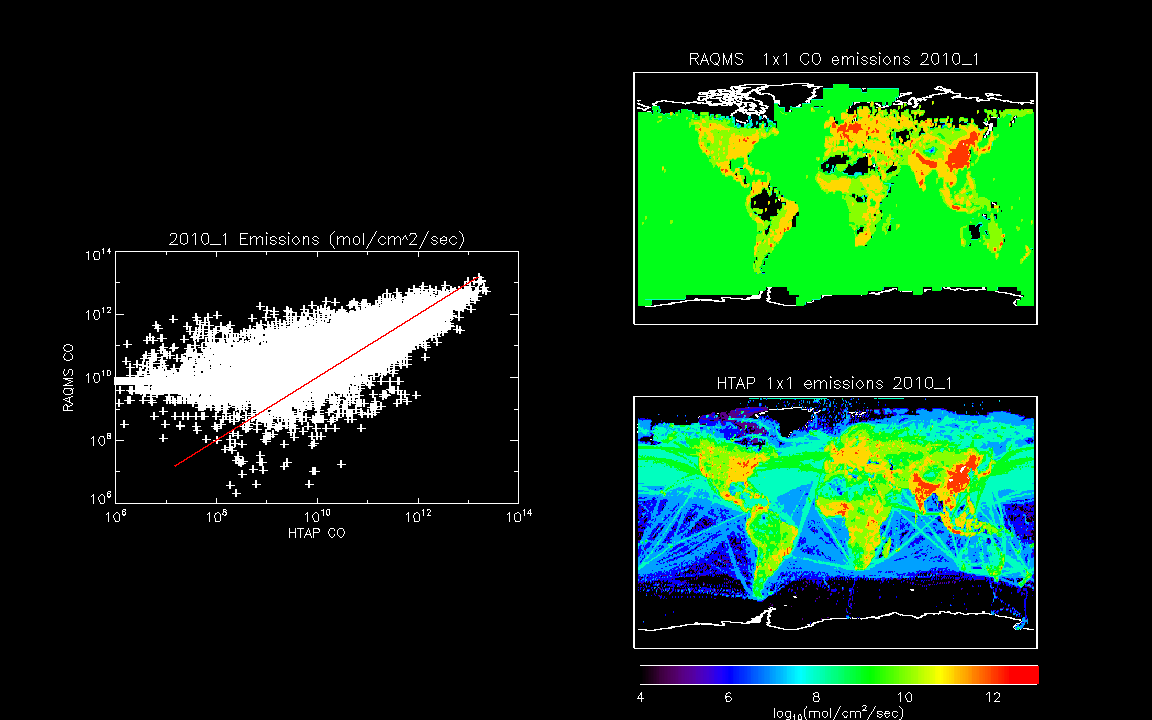 RAQMS 1x1 CO emissions 2010_1
2010_1 Emissions (mol/cm^2/sec)
10^14
10^12
10^10
10^8
10^6
RAQMS CO
10^6 10^8 10^10 10^12 10^14
HTAP CO
HTAP 1x1 emissions 2010_1
4 6 8 10 12
log₁₀(mol/cm²/sec)